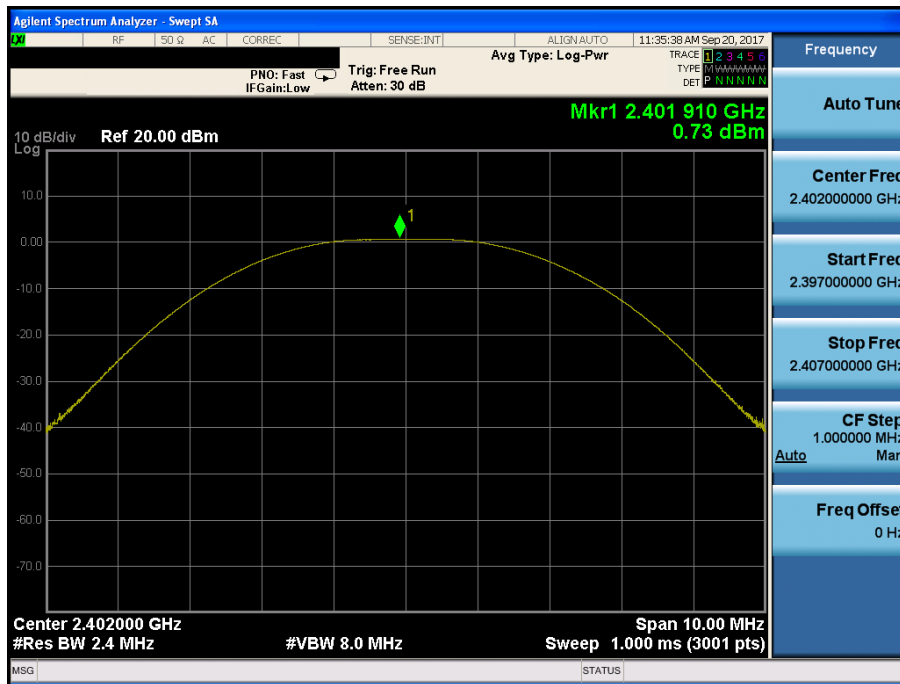 Agilent Spectrum Analyzer - Swept SA
LXI RF 50 Ω AC CORREC SENSE:INT ALIGN AUTO 11:35:38 AM Sep 20, 2017
Frequency
PNO: Fast Trig: Free Run Avg Type: Log-Pwr TRACE 1 2 3 4 5 6
IFGain:Low Atten: 30 dB TYPE M
DET P N N N N N
Auto Tune
Mkr1 2.401 910 GHz
0.73 dBm
10 dB/div Ref 20.00 dBm
Log
1
10.0
0.00
-10.0
-20.0
-30.0
-40.0
-50.0
-60.0
-70.0
Center Freq
2.402000000 GHz
Start Freq
2.397000000 GHz
Stop Freq
2.407000000 GHz
CF Step
1.000000 MHz
Auto Man
Freq Offset
0 Hz
Center 2.402000 GHz Span 10.00 MHz
#Res BW 2.4 MHz #VBW 8.0 MHz Sweep 1.000 ms (3001 pts)
MSG STATUS